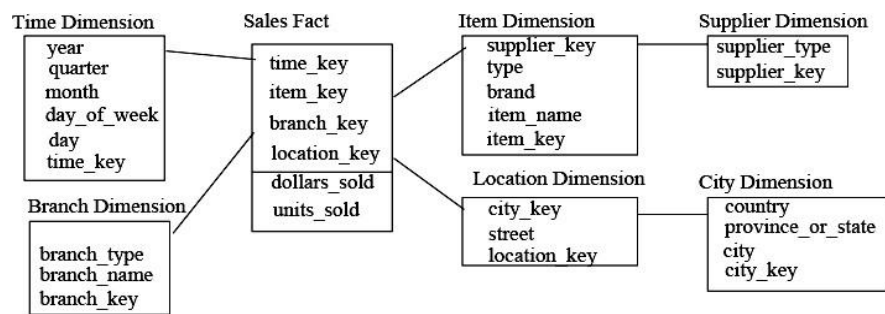 Time Dimension
year
quarter
month
day_of_week
day
time_key
Sales Fact
time_key
item_key
branch_key
location_key
dollars_sold
units_sold
Item Dimension
supplier_key
type
brand
item_name
item_key
Supplier Dimension
supplier_type
supplier_key
Branch Dimension
branch_type
branch_name
branch_key
Location Dimension
city_key
street
location_key
City Dimension
country
province_or_state
city
city_key